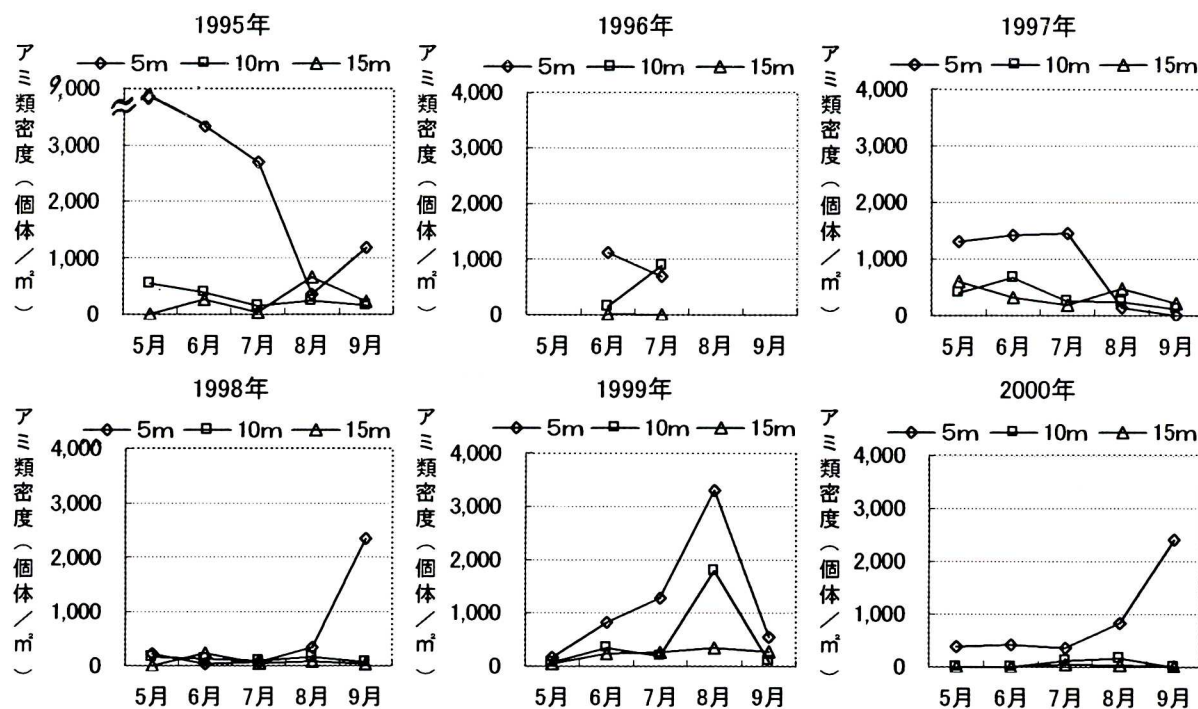 1995年
アミ類密度（個体／㎡）
5m 10m 15m
9,000
3,000
2,000
1,000
0
5月 6月 7月 8月 9月
1996年
アミ類密度（個体／㎡）
5m 10m 15m
4,000
3,000
2,000
1,000
0
5月 6月 7月 8月 9月
1997年
アミ類密度（個体／㎡）
5m 10m 15m
4,000
3,000
2,000
1,000
0
5月 6月 7月 8月 9月
1998年
アミ類密度（個体／㎡）
5m 10m 15m
4,000
3,000
2,000
1,000
0
5月 6月 7月 8月 9月
1999年
アミ類密度（個体／㎡）
5m 10m 15m
4,000
3,000
2,000
1,000
0
5月 6月 7月 8月 9月
2000年
アミ類密度（個体／㎡）
5m 10m 15m
4,000
3,000
2,000
1,000
0
5月 6月 7月 8月 9月